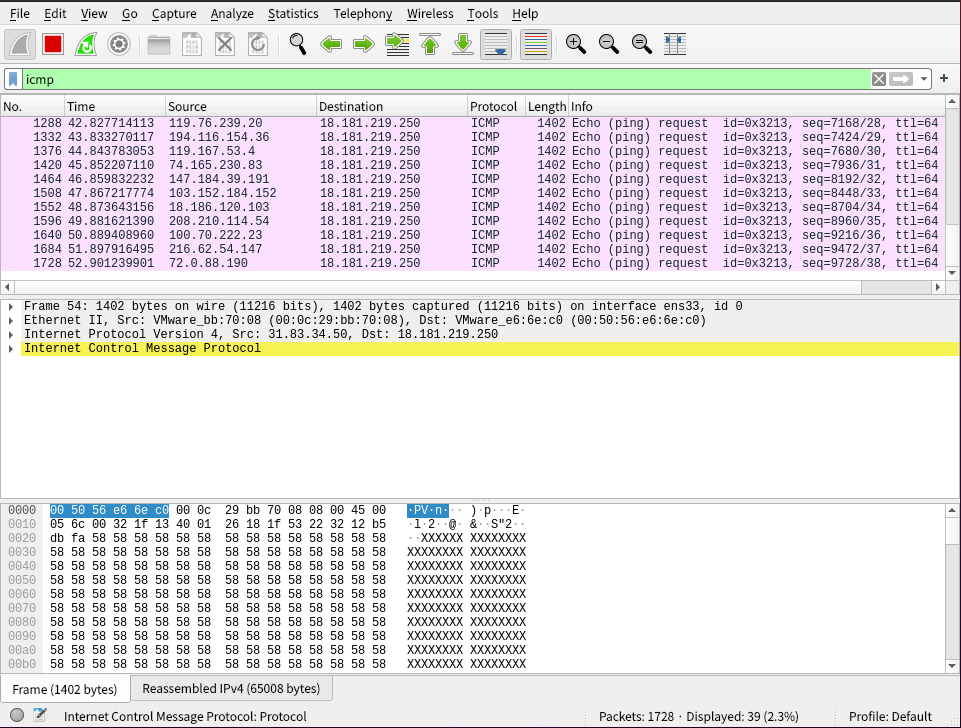 File Edit View Go Capture Analyze Statistics Telephony Wireless Tools Help
icmp
No. Time Source Destination Protocol Length Info
1288 42.827714113 119.76.239.20 18.181.219.250 ICMP 1402 Echo (ping) request id=0x3213, seq=7168/28, ttl=64
1332 43.833270117 194.116.154.36 18.181.219.250 ICMP 1402 Echo (ping) request id=0x3213, seq=7424/29, ttl=64
1376 44.843783053 119.167.53.4 18.181.219.250 ICMP 1402 Echo (ping) request id=0x3213, seq=7680/30, ttl=64
1420 45.852207110 74.165.230.83 18.181.219.250 ICMP 1402 Echo (ping) request id=0x3213, seq=7936/31, ttl=64
1464 46.859832232 147.184.39.191 18.181.219.250 ICMP 1402 Echo (ping) request id=0x3213, seq=8192/32, ttl=64
1508 47.867217774 103.152.184.152 18.181.219.250 ICMP 1402 Echo (ping) request id=0x3213, seq=8448/33, ttl=64
1552 48.873643156 18.186.120.103 18.181.219.250 ICMP 1402 Echo (ping) request id=0x3213, seq=8704/34, ttl=64
1596 49.881621390 208.210.114.54 18.181.219.250 ICMP 1402 Echo (ping) request id=0x3213, seq=8960/35, ttl=64
1640 50.889408960 100.70.222.23 18.181.219.250 ICMP 1402 Echo (ping) request id=0x3213, seq=9216/36, ttl=64
1684 51.897916495 216.62.54.147 18.181.219.250 ICMP 1402 Echo (ping) request id=0x3213, seq=9472/37, ttl=64
1728 52.901239901 72.0.88.190 18.181.219.250 ICMP 1402 Echo (ping) request id=0x3213, seq=9728/38, ttl=64
Frame 54: 1402 bytes on wire (11216 bits), 1402 bytes captured (11216 bits) on interface ens33, id 0
Ethernet II, Src: VMware_bb:70:08 (00:0c:29:bb:70:08), Dst: VMware_e6:6e:c0 (00:50:56:e6:6e:c0)
Internet Protocol Version 4, Src: 31.83.34.50, Dst: 18.181.219.250
Internet Control Message Protocol
0000 00 50 56 e6 6e c0 00 0c 29 bb 70 08 08 00 45 00 ·PV·n··· )·p···E·
0010 05 6c 00 32 1f 13 40 01 26 18 1f 53 22 32 12 b5 ·l·2··@· &··S"2··
0020 db fa 58 58 58 58 58 58 58 58 58 58 58 58 58 58 ··XXXXXX XXXXXXXX
0030 58 58 58 58 58 58 58 58 58 58 58 58 58 58 58 58 XXXXXXXX XXXXXXXX
0040 58 58 58 58 58 58 58 58 58 58 58 58 58 58 58 58 XXXXXXXX XXXXXXXX
0050 58 58 58 58 58 58 58 58 58 58 58 58 58 58 58 58 XXXXXXXX XXXXXXXX
0060 58 58 58 58 58 58 58 58 58 58 58 58 58 58 58 58 XXXXXXXX XXXXXXXX
0070 58 58 58 58 58 58 58 58 58 58 58 58 58 58 58 58 XXXXXXXX XXXXXXXX
0080 58 58 58 58 58 58 58 58 58 58 58 58 58 58 58 58 XXXXXXXX XXXXXXXX
0090 58 58 58 58 58 58 58 58 58 58 58 58 58 58 58 58 XXXXXXXX XXXXXXXX
00a0 58 58 58 58 58 58 58 58 58 58 58 58 58 58 58 58 XXXXXXXX XXXXXXXX
00b0 58 58 58 58 58 58 58 58 58 58 58 58 58 58 58 58 XXXXXXXX XXXXXXXX
Frame (1402 bytes) Reassembled IPv4 (65008 bytes)
Internet Control Message Protocol: Protocol Packets: 1728 · Displayed: 39 (2.3%) Profile: Default